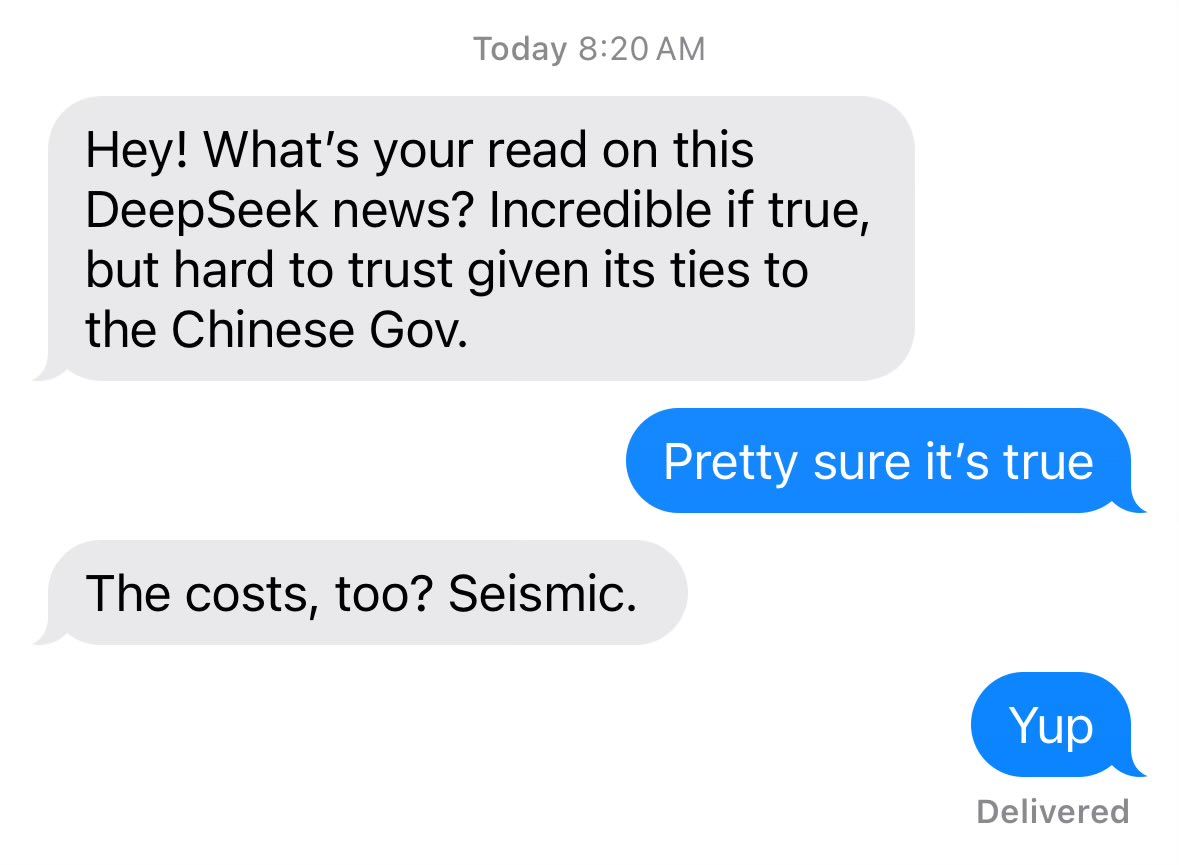 Today 8:20 AM
Hey! What’s your read on this
DeepSeek news? Incredible if true,
but hard to trust given its ties to
the Chinese Gov.
Pretty sure it’s true
The costs, too? Seismic.
Yup
Delivered